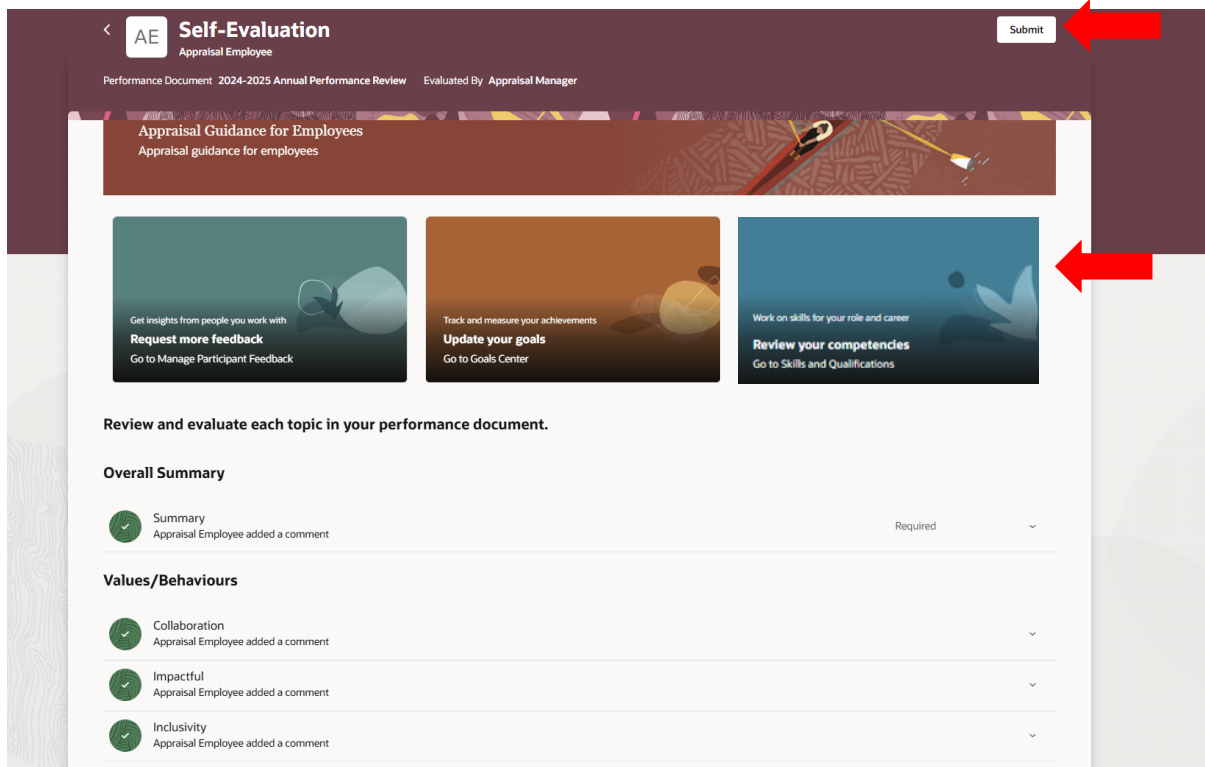 AE
Self-Evaluation
Appraisal Employee
Submit
Performance Document 2024-2025 Annual Performance Review Evaluated By Appraisal Manager
Appraisal Guidance for Employees
Appraisal guidance for employees
Get insights from people you work with
Request more feedback
Go to Manage Participant Feedback
Track and measure your achievements
Update your goals
Go to Goals Center
Work on skills for your role and career
Review your competencies
Go to Skills and Qualifications
Review and evaluate each topic in your performance document.
Overall Summary
Summary
Appraisal Employee added a comment
Required
Values/Behaviours
Collaboration
Appraisal Employee added a comment
Impactful
Appraisal Employee added a comment
Inclusivity
Appraisal Employee added a comment